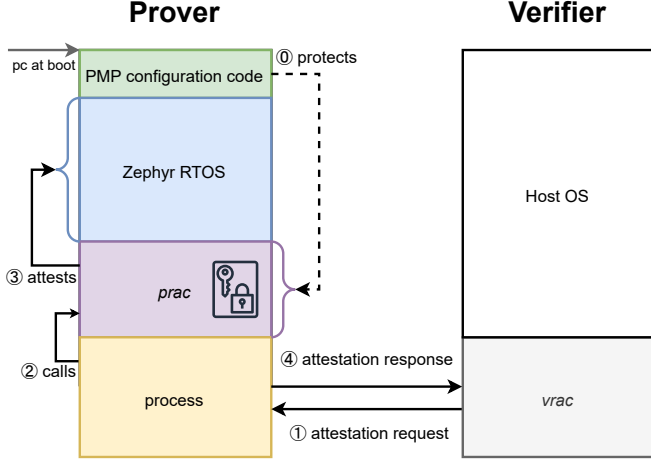 Prover
Verifier
⓪ protects
pc at boot
PMP configuration code
Zephyr RTOS
Host OS
③ attests
prac
② calls
④ attestation response
process
vrac
① attestation request